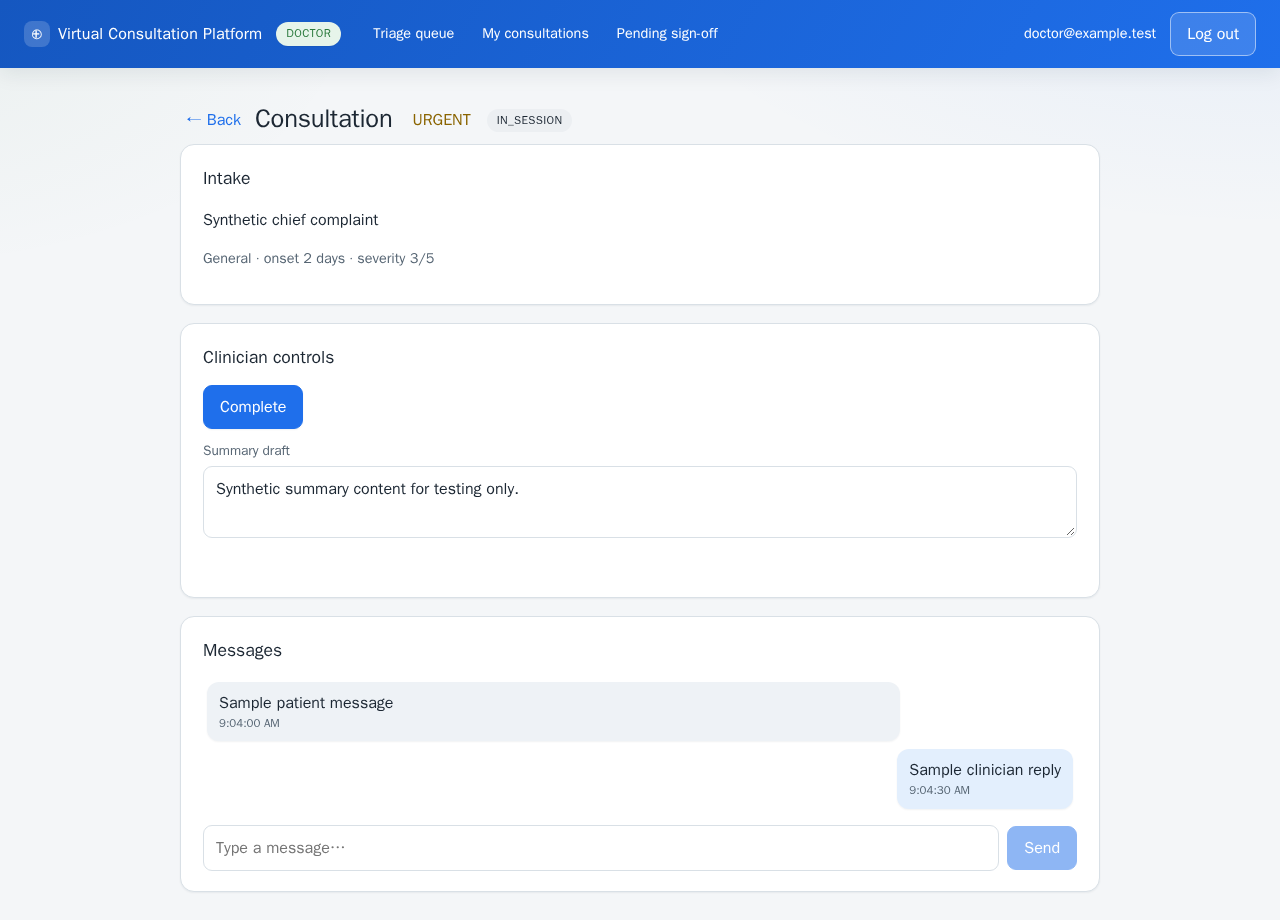 Virtual Consultation Platform DOCTOR Triage queue My consultations Pending sign-off doctor@example.test Log out
← Back Consultation URGENT IN_SESSION
Intake
Synthetic chief complaint
General · onset 2 days · severity 3/5
Clinician controls
Complete
Summary draft
Synthetic summary content for testing only.
Messages
Sample patient message
9:04:00 AM
Sample clinician reply
9:04:30 AM
Type a message… Send